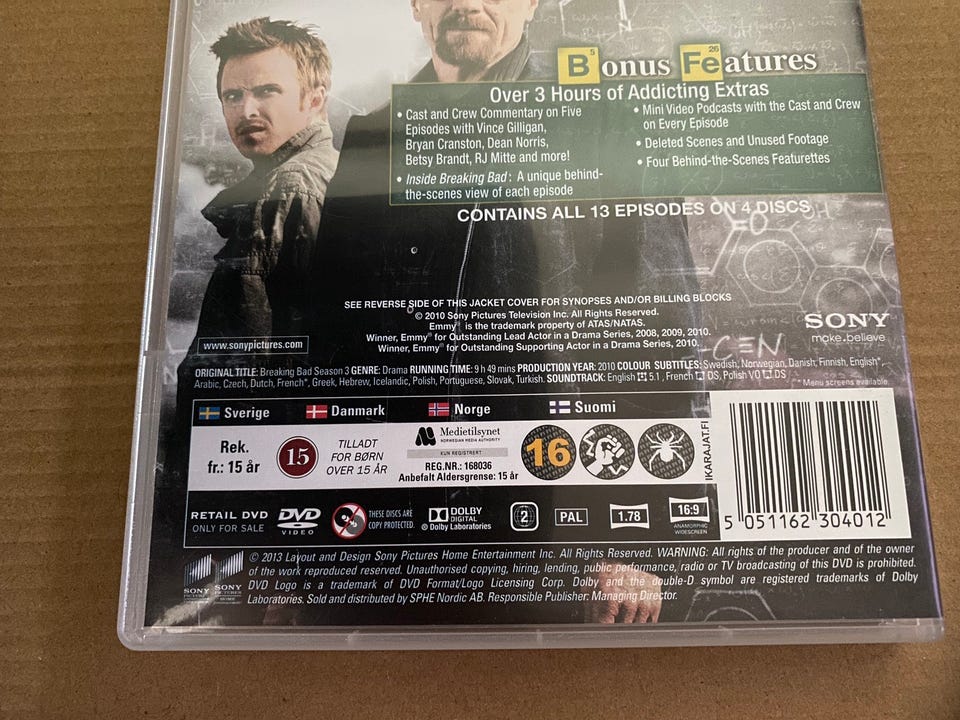 5 26
Bonus Features
Over 3 Hours of Addicting Extras
• Cast and Crew Commentary on Five
Episodes with Vince Gilligan,
Bryan Cranston, Dean Norris,
Betsy Brandt, RJ Mitte and more!
• Inside Breaking Bad: A unique behind-
the-scenes view of each episode
• Mini Video Podcasts with the Cast and Crew
on Every Episode
• Deleted Scenes and Unused Footage
• Four Behind-the-Scenes Featurettes
CONTAINS ALL 13 EPISODES ON 4 DISCS
OH
EO
SEE REVERSE SIDE OF THIS JACKET COVER FOR SYNOPSES AND/OR BILLING BLOCKS
© 2010 Sony Pictures Television Inc. All Rights Reserved.
Emmy® is the trademark property of ATAS/NATAS.
Winner, Emmy® for Outstanding Lead Actor in a Drama Series, 2008, 2009, 2010.
Winner, Emmy® for Outstanding Supporting Actor in a Drama Series, 2010.
www.sonypictures.com
SONY
make.believe
CEN
ORIGINAL TITLE: Breaking Bad Season 3 GENRE: Drama RUNNING TIME: 9 h 49 mins PRODUCTION YEAR: 2010 COLOUR SUBTITLES: Swedish, Norwegian, Danish, Finnish, English*,
Arabic, Czech, Dutch, French*, Greek, Hebrew, Icelandic, Polish, Portuguese, Slovak, Turkish. SOUNDTRACK: English 5.1, French DS, Polish VO DS
* Menu screens available.
Sverige Danmark Norge Suomi
Rek.
fr.: 15 år
15
TILLADT
FOR BØRN
OVER 15 ÅR
Medietilsynet
NORWEGIAN MEDIA AUTHORITY
KUN REGISTRERT
REG.NR.: 168036
Anbefalt Aldersgrense: 15 år
16
IKARAJAT.FI
5 051162 304012
RETAIL DVD
ONLY FOR SALE
DVD
VIDEO
THESE DISCS ARE
COPY PROTECTED.
DOLBY
DIGITAL
© Dolby Laboratories
2
PAL
1.78
16:9
ANAMORPHIC
WIDESCREEN
SONY
PICTURES
SONY
PICTURES
HOME
© 2013 Layout and Design Sony Pictures Home Entertainment Inc. All Rights Reserved. WARNING: All rights of the producer and of the owner
of the work reproduced reserved. Unauthorised copying, hiring, lending, public performance, radio or TV broadcasting of this DVD is prohibited.
DVD Logo is a trademark of DVD Format/Logo Licensing Corp. Dolby and the double-D symbol are registered trademarks of Dolby
Laboratories. Sold and distributed by SPHE Nordic AB. Responsible Publisher: Managing Director.